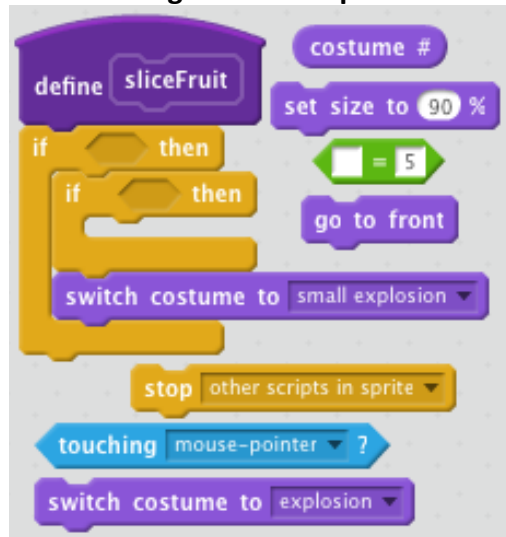 costume #
define sliceFruit
set size to 90 %
if then
= 5
if then
go to front
switch costume to small explosion
stop other scripts in sprite
touching mouse-pointer ?
switch costume to explosion